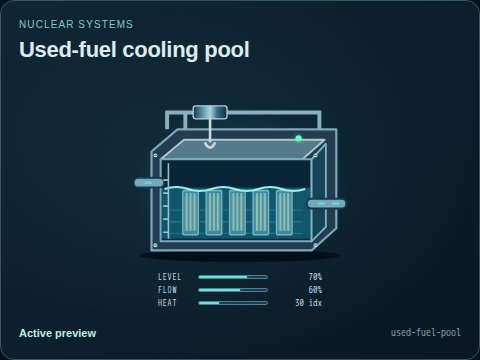 NUCLEAR SYSTEMS
Used-fuel cooling pool
LEVEL 70%
FLOW 60%
HEAT 30 idx
Active preview
used-fuel-pool